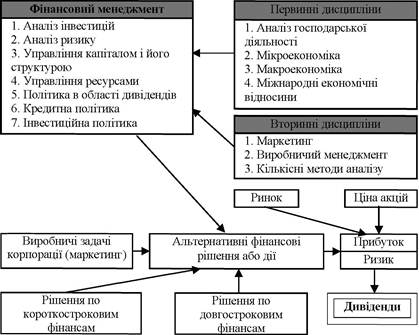 Фінансовий менеджмент
1. Аналіз інвестицій
2. Аналіз ризику
3. Управління капіталом і його
структурою
4. Управління ресурсами
5. Політика в області дивідендів
6. Кредитна політика
7. Інвестиційна політика
Первинні дисципліни
1. Аналіз господарської
діяльності
2. Мікроекономіка
3. Макроекономіка
4. Міжнародні економічні
відносини
Вторинні дисципліни
1. Маркетинг
2. Виробничий менеджмент
3. Кількісні методи аналізу
Ринок
Ціна акцій
Виробничі задачі
корпорації (маркетинг)
Альтернативні фінансові
рішення або дії
Прибуток
Ризик
Рішення по
короткостроковим
фінансам
Рішення по
довгостроковим
фінансам
Дивіденди